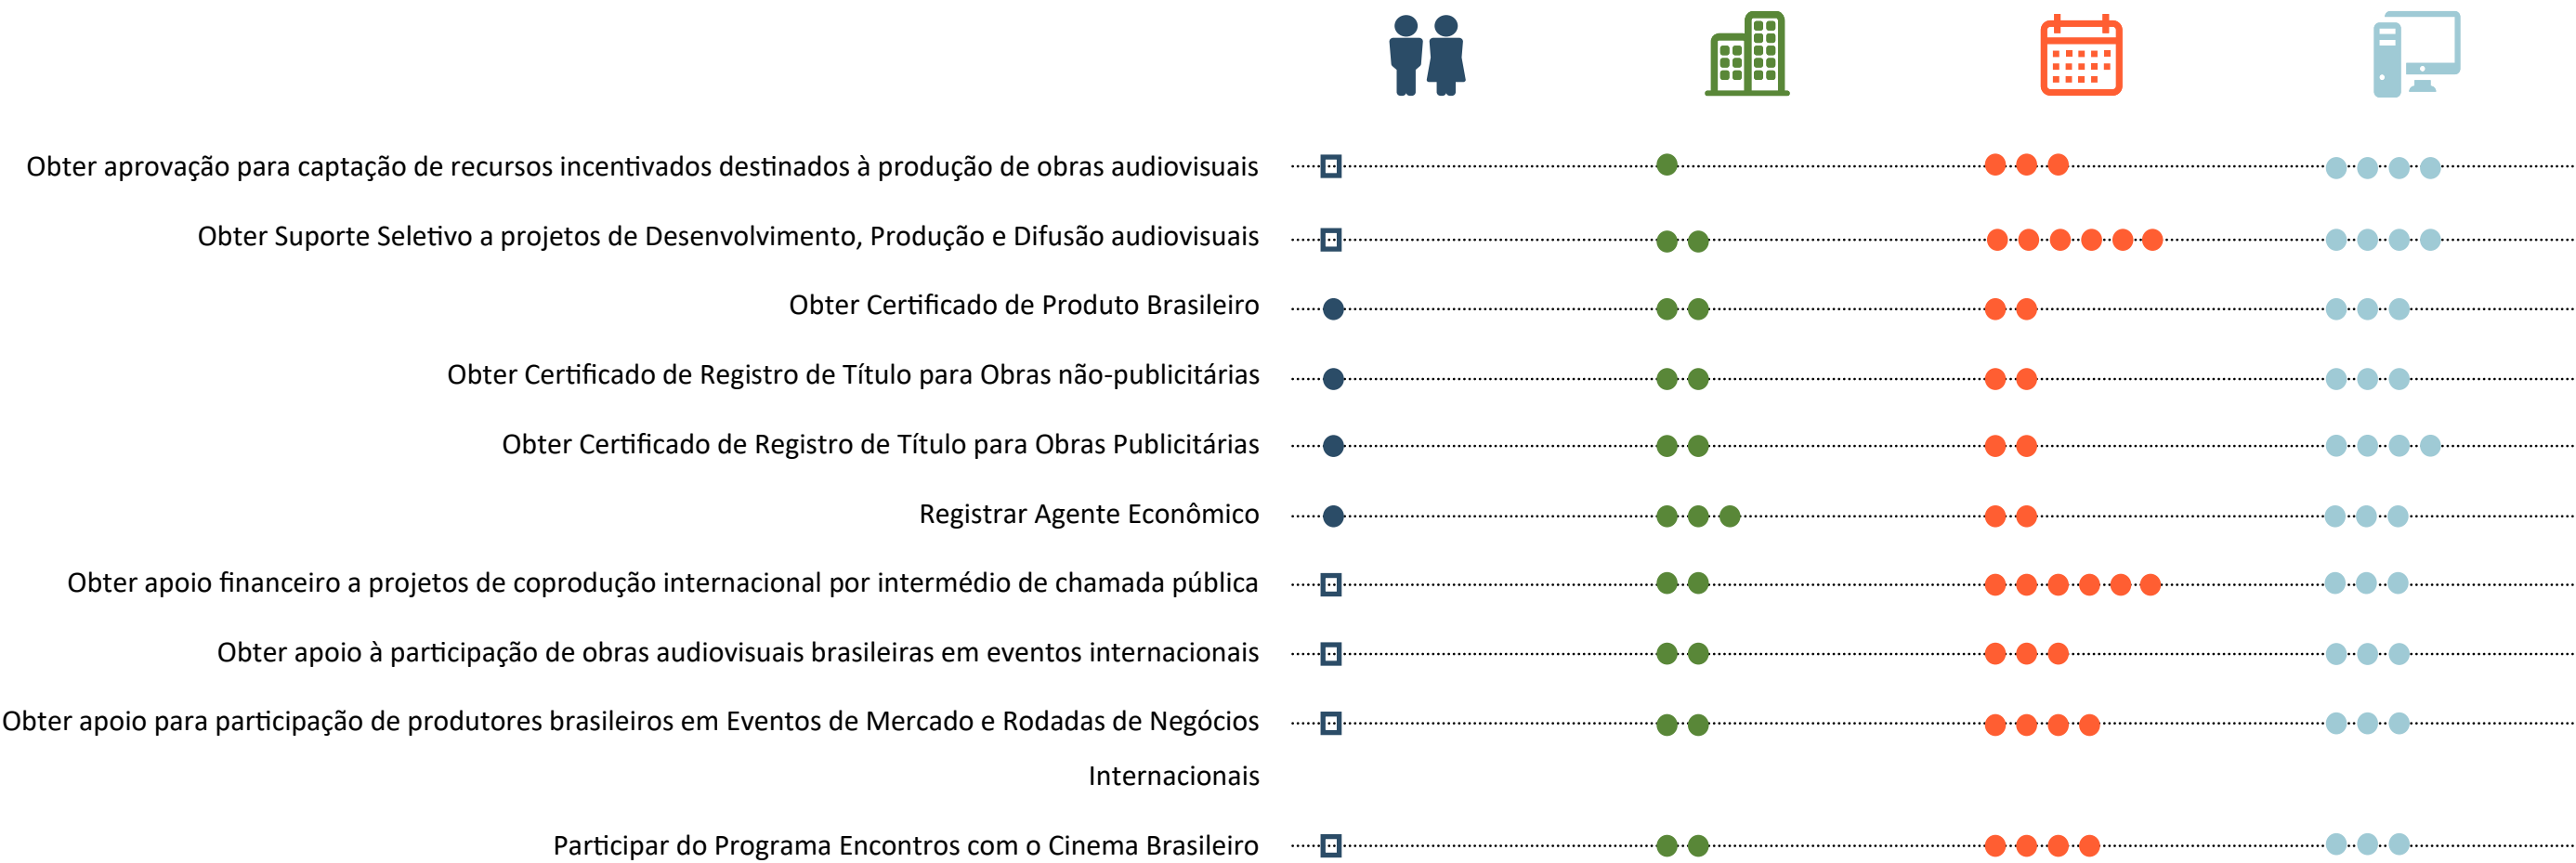 Obter aprovação para captação de recursos incentivados destinados à produção de obras audiovisuais
Obter Suporte Seletivo a projetos de Desenvolvimento, Produção e Difusão audiovisuais
Obter Certificado de Produto Brasileiro
Obter Certificado de Registro de Título para Obras não-publicitárias
Obter Certificado de Registro de Título para Obras Publicitárias
Registrar Agente Econômico
Obter apoio financeiro a projetos de coprodução internacional por intermédio de chamada pública
Obter apoio à participação de obras audiovisuais brasileiras em eventos internacionais
Obter apoio para participação de produtores brasileiros em Eventos de Mercado e Rodadas de Negócios
Internacionais
Participar do Programa Encontros com o Cinema Brasileiro